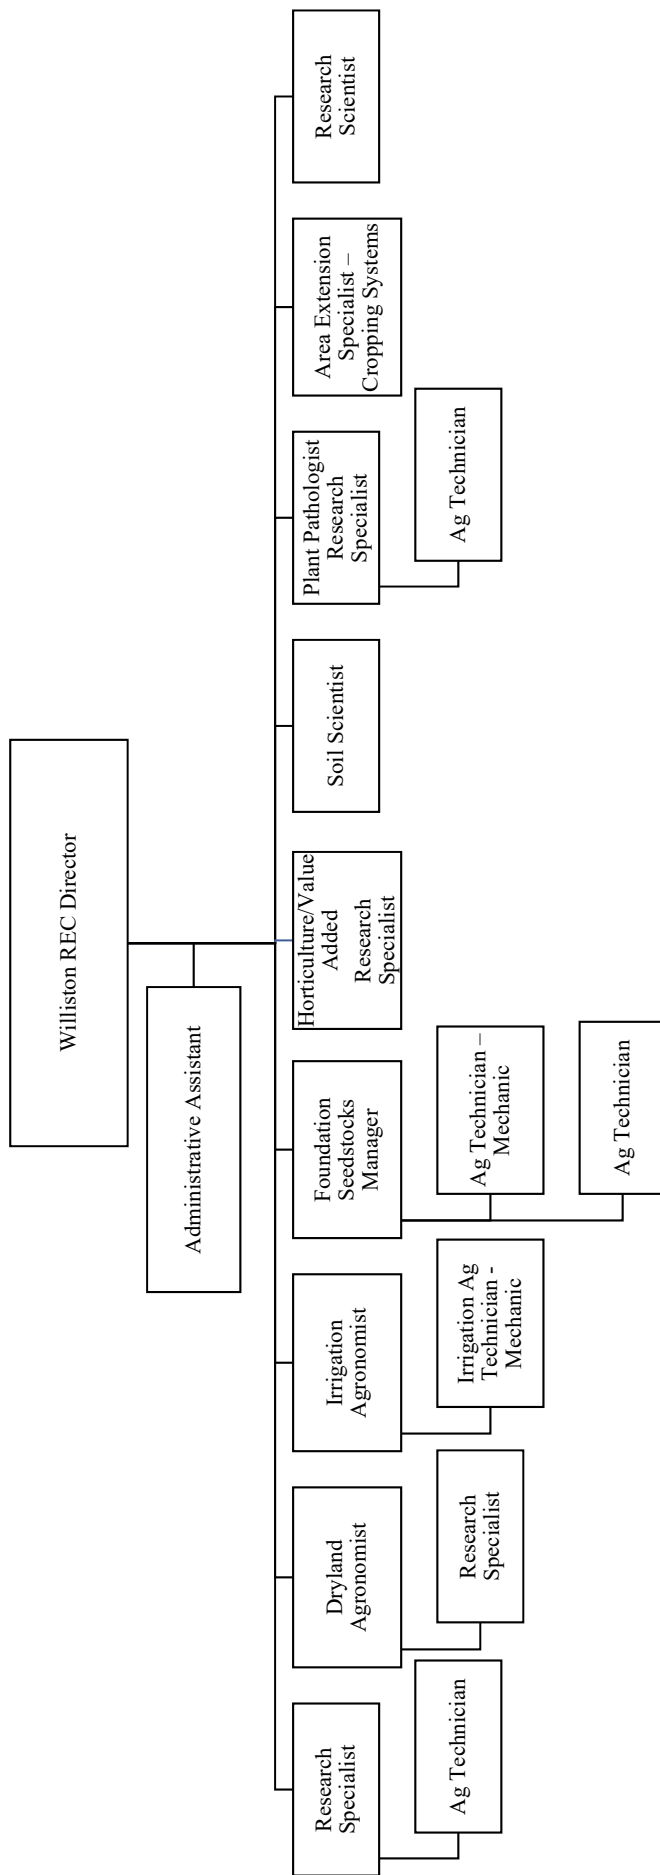 Williston REC Director
Administrative Assistant
Research
Specialist
Ag Technician
Dryland
Agronomist
Research
Specialist
Irrigation
Agronomist
Irrigation Ag
Technician -
Mechanic
Foundation
Seedstocks
Manager
Ag Technician –
Mechanic
Ag Technician
Horticulture/Value
Added
Research
Specialist
Soil Scientist
Plant Pathologist
Research
Specialist
Ag Technician
Area Extension
Specialist –
Cropping Systems
Research
Scientist